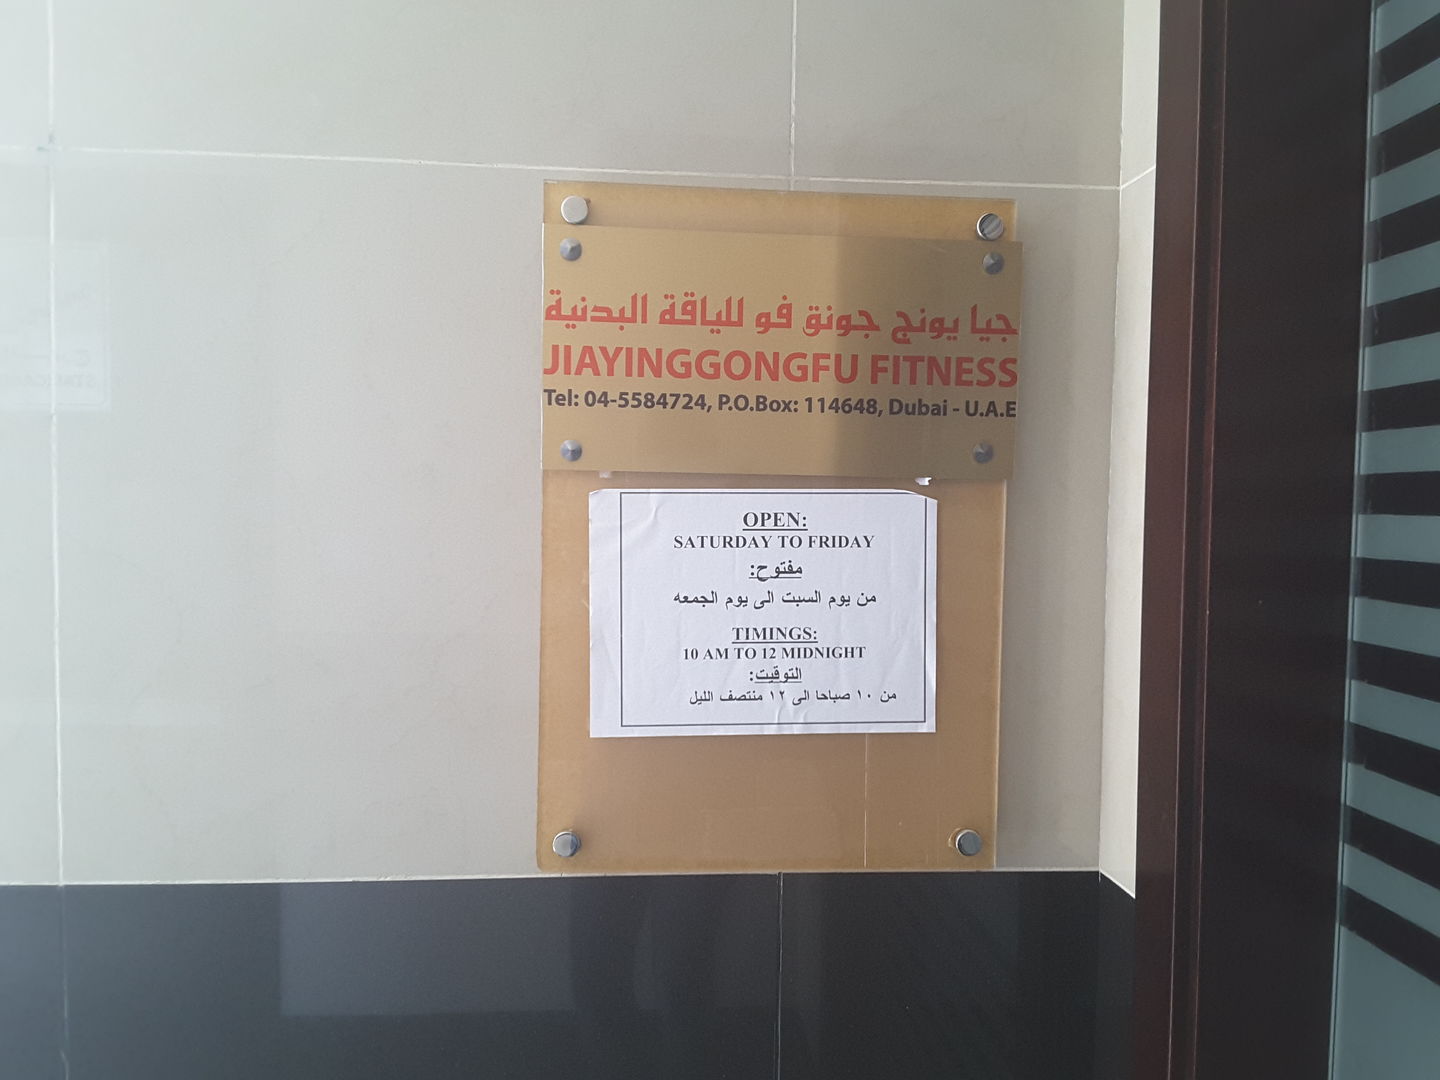 جيا يونج جونق فو للياقة البدنية
JIAYINGGONGFU FITNESS
Tel: 04-5584724, P.O.Box: 114648, Dubai - U.A.E
OPEN:
SATURDAY TO FRIDAY
مفتوح:
من يوم السبت الى يوم الجمعه
TIMINGS:
10 AM TO 12 MIDNIGHT
التوقيت:
من ١٠ صباحا الى ١٢ منتصف الليل